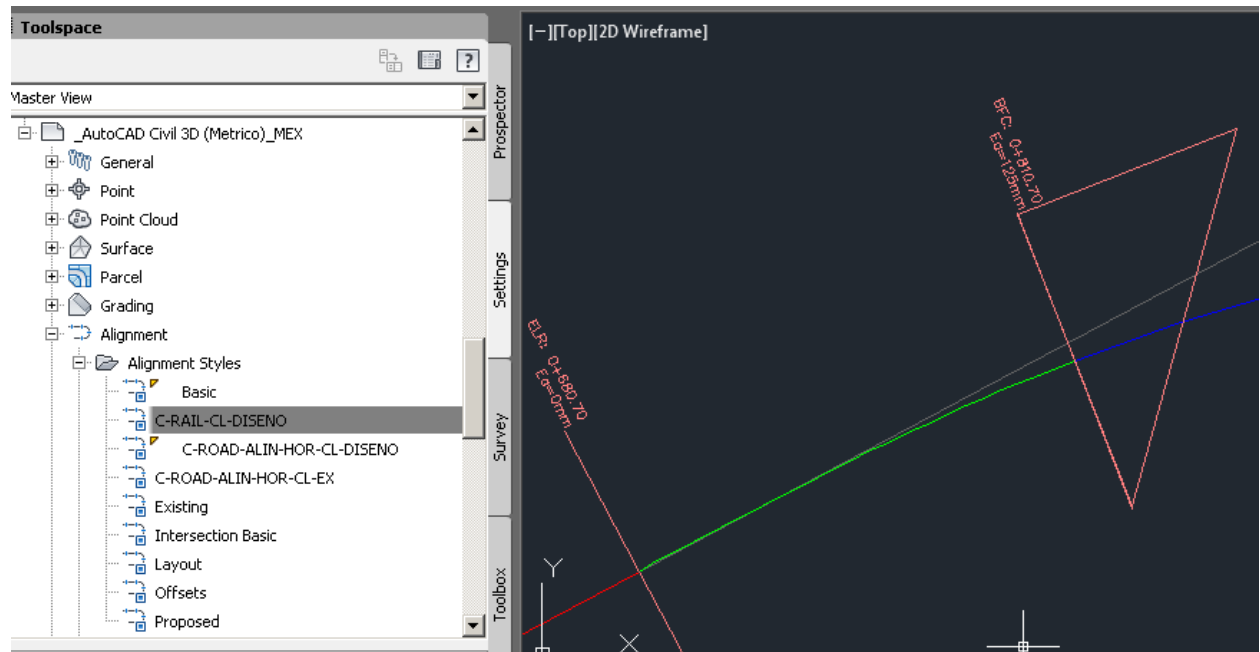 Toolspace
Master View
_AutoCAD Civil 3D (Metrico)_MEX
General
Point
Point Cloud
Surface
Parcel
Grading
Alignment
Alignment Styles
Basic
C-RAIL-CL-DISENO
C-ROAD-ALIN-HOR-CL-DISENO
C-ROAD-ALIN-HOR-CL-EX
Existing
Intersection Basic
Layout
Offsets
Proposed
Prospector
Settings
Survey
Toolbox
[−][Top][2D Wireframe]
BFC: 0+810.70
Ea=125mm
ELR: 0+680.70
Ea=0mm
Y
X